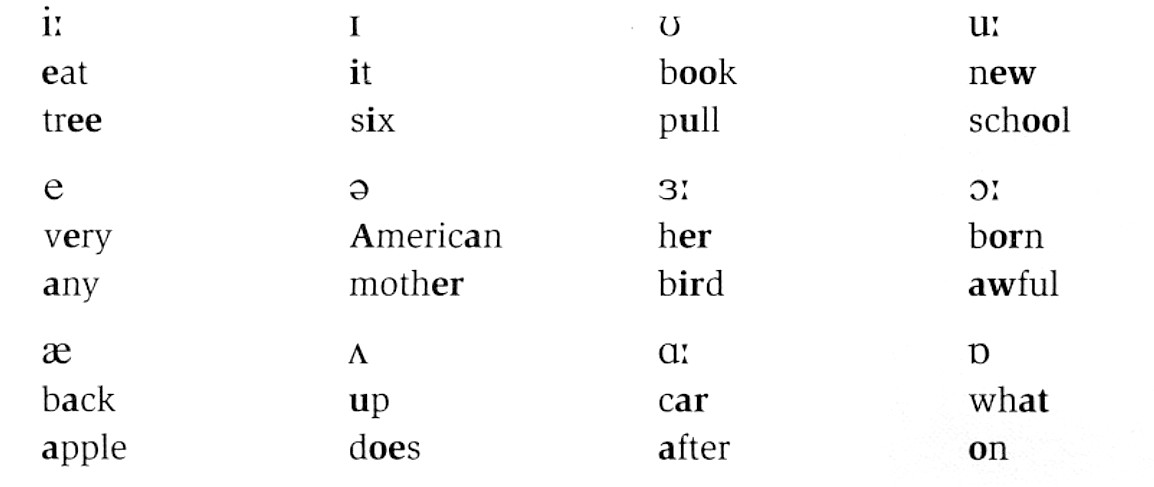 iː ɪ ʊ uː
eat it book new
tree six pull school
e ə ɜː ɔː
very American her born
any mother bird awful
æ ʌ ɑː ɒ
back up car what
apple does after on